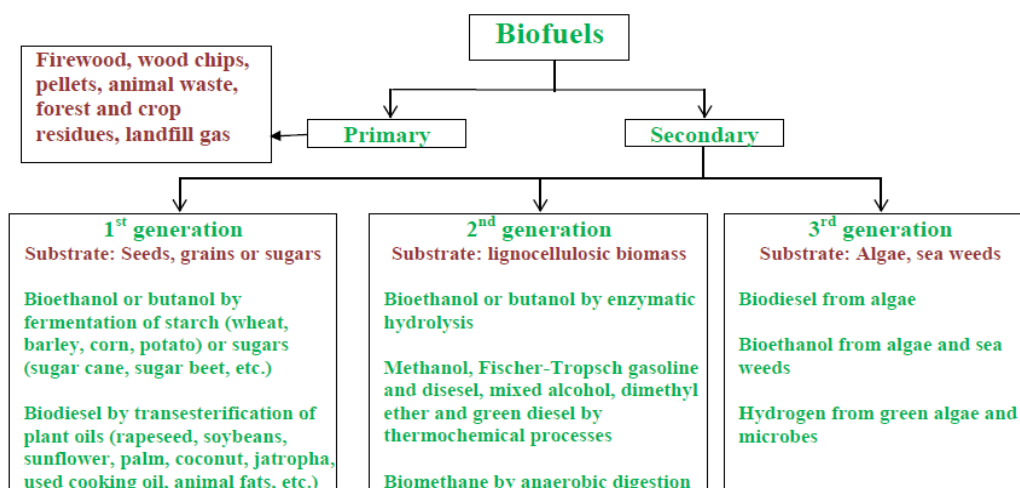 Biofuels
Firewood, wood chips,
pellets, animal waste,
forest and crop
residues, landfill gas
Primary
Secondary
1st generation
Substrate: Seeds, grains or sugars
Bioethanol or butanol by
fermentation of starch (wheat,
barley, corn, potato) or sugars
(sugar cane, sugar beet, etc.)
Biodiesel by transesterification of
plant oils (rapeseed, soybeans,
sunflower, palm, coconut, jatropha,
used cooking oil, animal fats, etc.)
2nd generation
Substrate: lignocellulosic biomass
Bioethanol or butanol by enzymatic
hydrolysis
Methanol, Fischer-Tropsch gasoline
and disesel, mixed alcohol, dimethyl
ether and green diesel by
thermochemical processes
Biomethane by anaerobic digestion
3rd generation
Substrate: Algae, sea weeds
Biodiesel from algae
Bioethanol from algae and sea
weeds
Hydrogen from green algae and
microbes